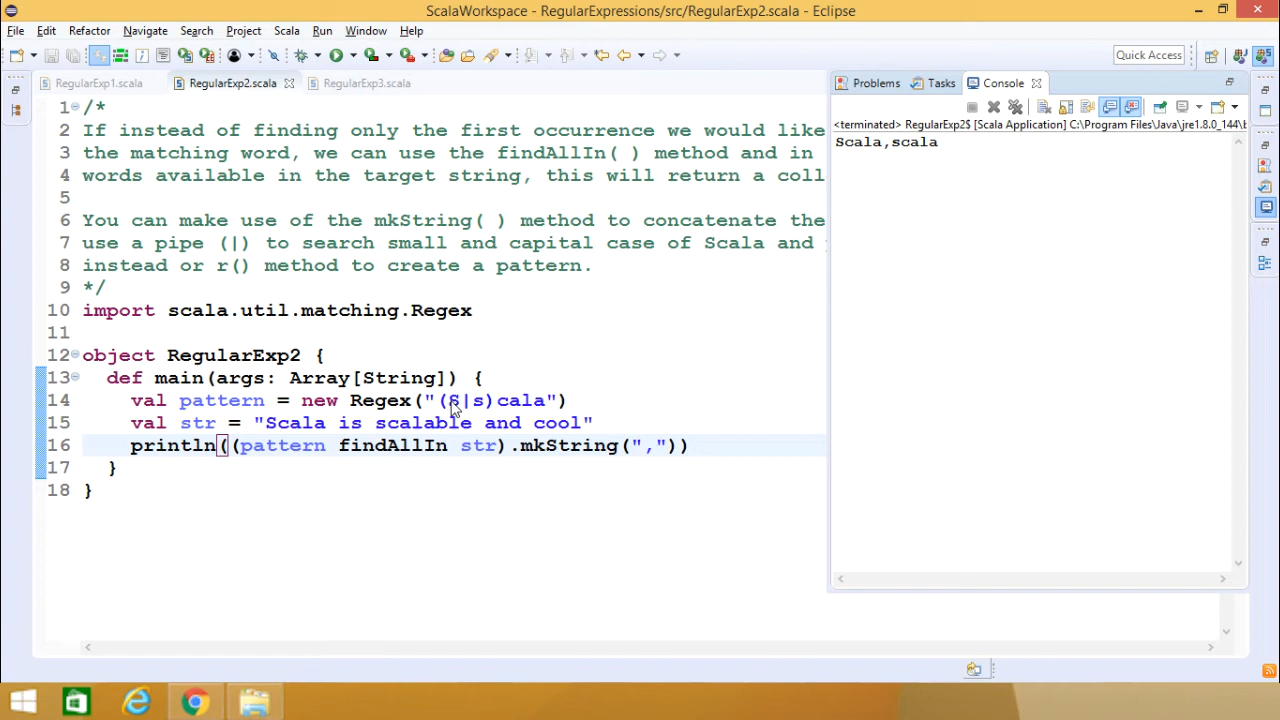 ScalaWorkspace - RegularExpressions/src/RegularExp2.scala - Eclipse
File Edit Refactory Navigate Search Project Scala Run Window Help
Quick Access
RegularExp1.scala RegularExp2.scala RegularExp3.scala
Problems Tasks Console
<terminated> RegularExp2$ [Scala Application] C:\Program Files\Java\jre1.8.0_144\b
Scala,scala
1 /*
2 If instead of finding only the first occurrence we would like
3 the matching word, we can use the findAllIn( ) method and in
4 words available in the target string, this will return a coll
5
6 You can make use of the mkString( ) method to concatenate the
7 use a pipe (|) to search small and capital case of Scala and
8 instead or r() method to create a pattern.
9 */
10 import scala.util.matching.Regex
11
12 object RegularExp2 {
13 def main(args: Array[String]) {
14 val pattern = new Regex("(S|s)cala")
15 val str = "Scala is scalable and cool"
16 println((pattern findAllIn str).mkString(","))
17 }
18 }